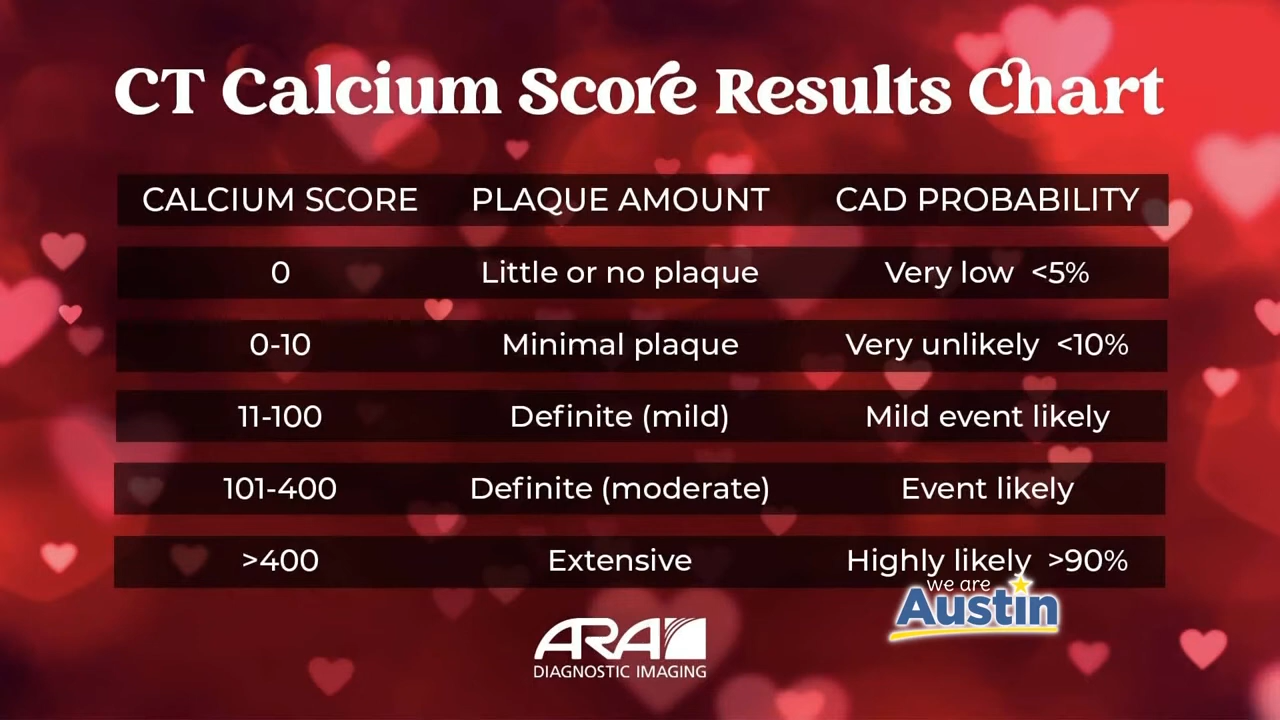 CT Calcium Score Results Chart
CALCIUM SCORE PLAQUE AMOUNT CAD PROBABILITY
0 Little or no plaque Very low <5%
0-10 Minimal plaque Very unlikely <10%
11-100 Definite (mild) Mild event likely
101-400 Definite (moderate) Event likely
>400 Extensive Highly likely >90%
we are
Austin
ARA
DIAGNOSTIC IMAGING